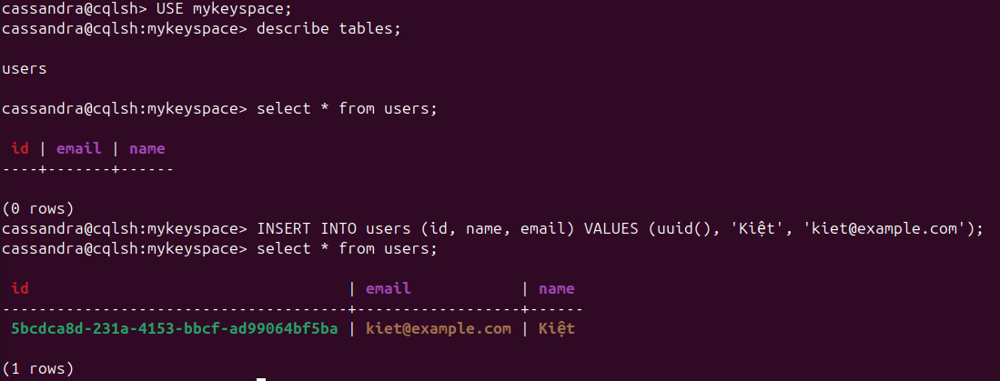 cassandra@cqlsh> USE mykeyspace;
cassandra@cqlsh:mykeyspace> describe tables;
users
cassandra@cqlsh:mykeyspace> select * from users;
 id | email | name
----+-------+------
(0 rows)
cassandra@cqlsh:mykeyspace> INSERT INTO users (id, name, email) VALUES (uuid(), 'Kiệt', 'kiet@example.com');
cassandra@cqlsh:mykeyspace> select * from users;
 id                                   | email            | name
--------------------------------------+------------------+------
 5bcdca8d-231a-4153-bbcf-ad99064bf5ba | kiet@example.com | Kiệt
(1 rows)